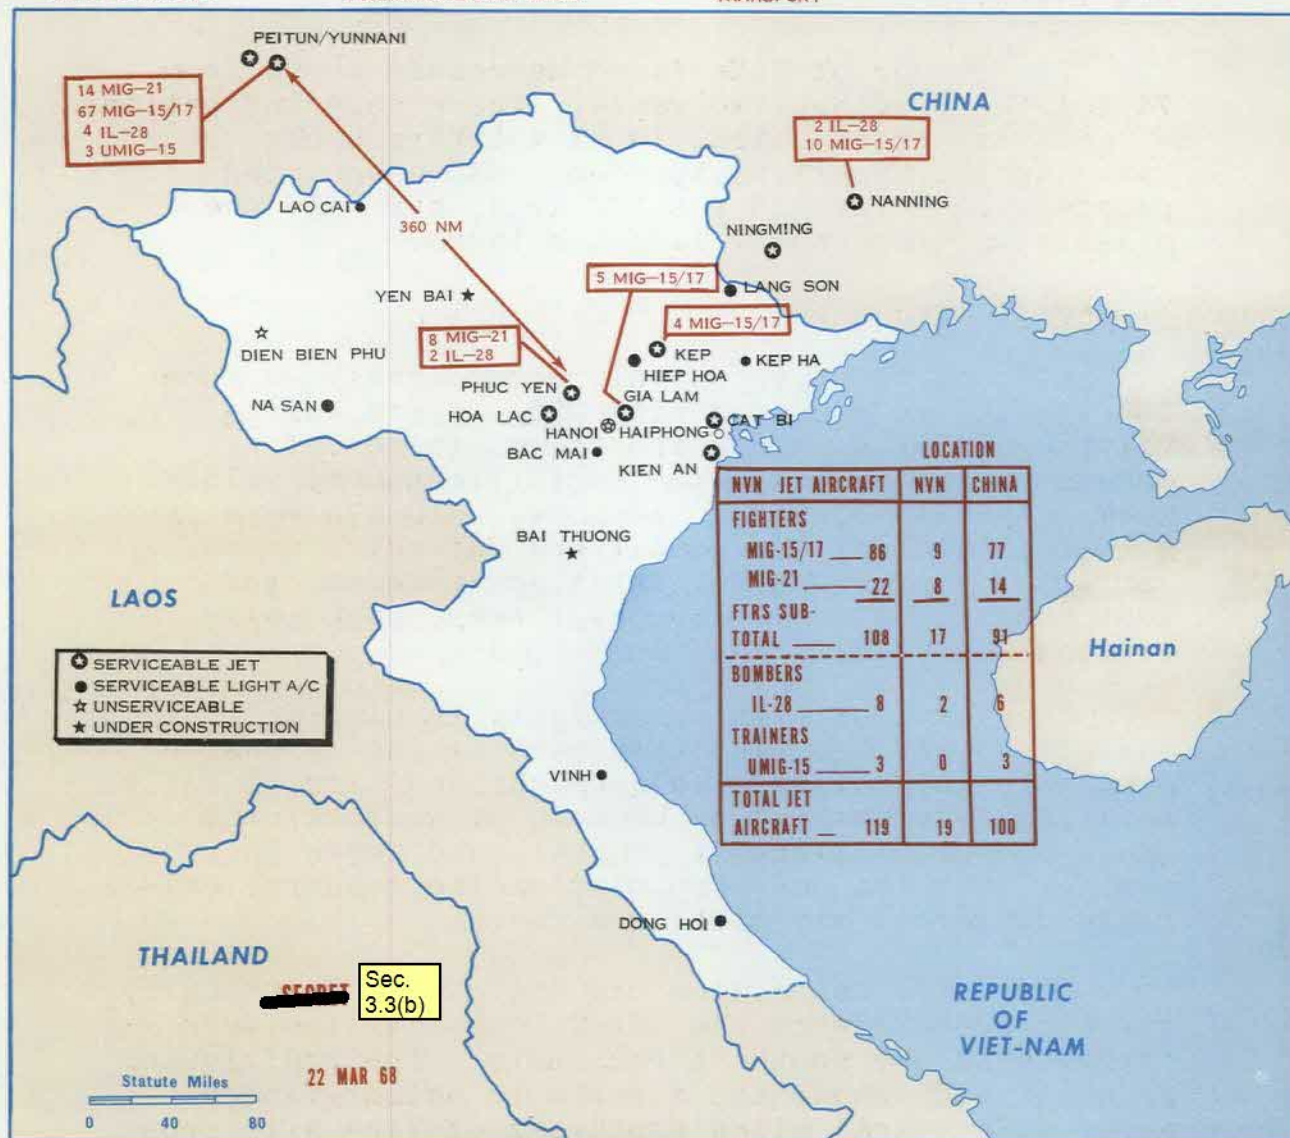 PEITUN/YUNNANI
14 MIG-21
67 MIG-15/17
4 IL-28
3 UMIG-15
CHINA
2 IL-28
10 MIG-15/17
LAO CAI
360 NM
NANNING
NINGMING
5 MIG-15/17
LANG SON
YEN BAI
4 MIG-15/17
DIEN BIEN PHU
8 MIG-21
2 IL-28
KEP
KEP HA
HIEP HOA
PHUC YEN
GIA LAM
NA SAN
HOA LAC
CAT BI
HANOI
HAIPHONG
BAC MAI
KIEN AN
LOCATION
NVN JET AIRCRAFT NVN CHINA
FIGHTERS
MIG-15/17 ___ 86 9 77
MIG-21 ___ 22 8 14
FTRS SUB-
TOTAL ___ 108 17 91
BOMBERS
IL-28 ___ 8 2 6
TRAINERS
UMIG-15 ___ 3 0 3
TOTAL JET
AIRCRAFT _ 119 19 100
BAI THUONG
LAOS
Hainan
SERVICEABLE JET
SERVICEABLE LIGHT A/C
UNSERVICEABLE
UNDER CONSTRUCTION
VINH
DONG HOI
THAILAND
SECRET
Sec.
3.3(b)
REPUBLIC
OF
VIET-NAM
22 MAR 68
Statute Miles
0 40 80